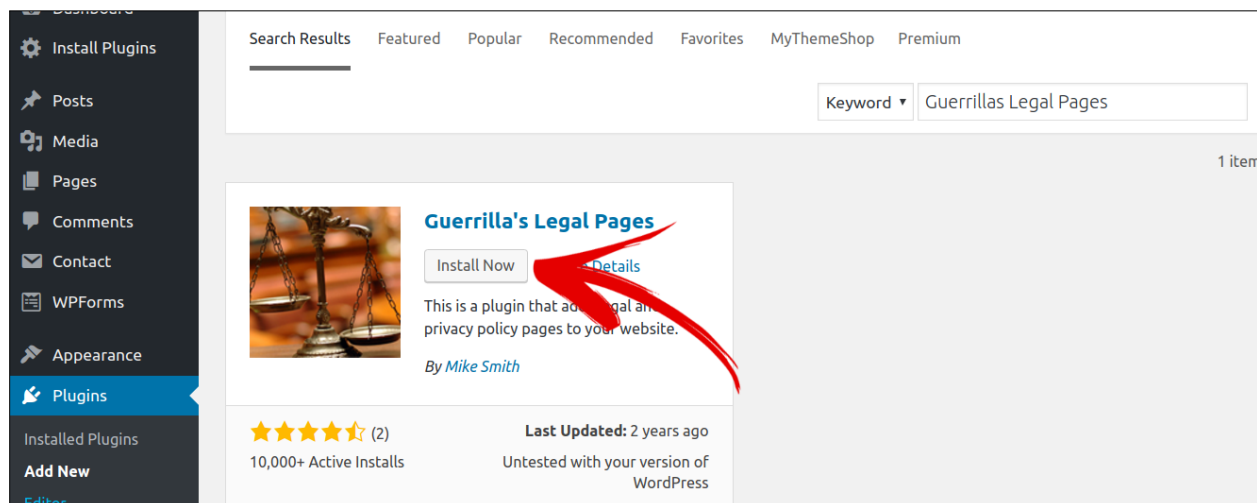 Dashboard
Install Plugins
Posts
Media
Pages
Comments
Contact
WPForms
Appearance
Plugins
Installed Plugins
Add New
Editor
Search Results Featured Popular Recommended Favorites MyThemeShop Premium
Keyword ▾ Guerrillas Legal Pages
1 item
Guerrilla's Legal Pages
Install Now Details
This is a plugin that
privacy policy pages to your website.
By Mike Smith
(2) Last Updated: 2 years ago
10,000+ Active Installs Untested with your version of
WordPress